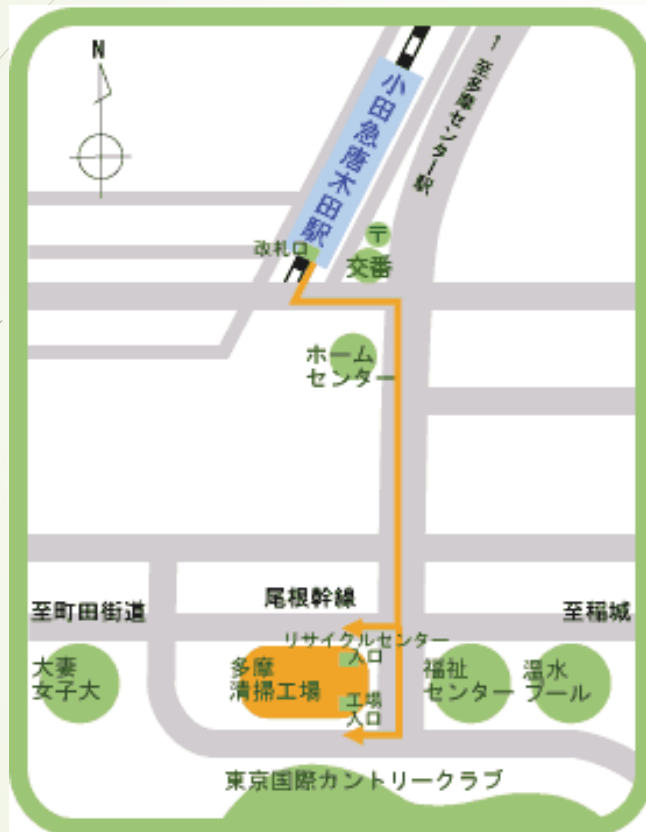 N
↑至多摩センター駅
小田急唐木田駅
改札口
〒
交番
ホーム
センター
尾根幹線
至町田街道
至稲城
リサイクルセンター
入口
大妻
女子大
多摩
清掃工場
工場
入口
福祉
センター
温水
プール
東京国際カントリークラブ